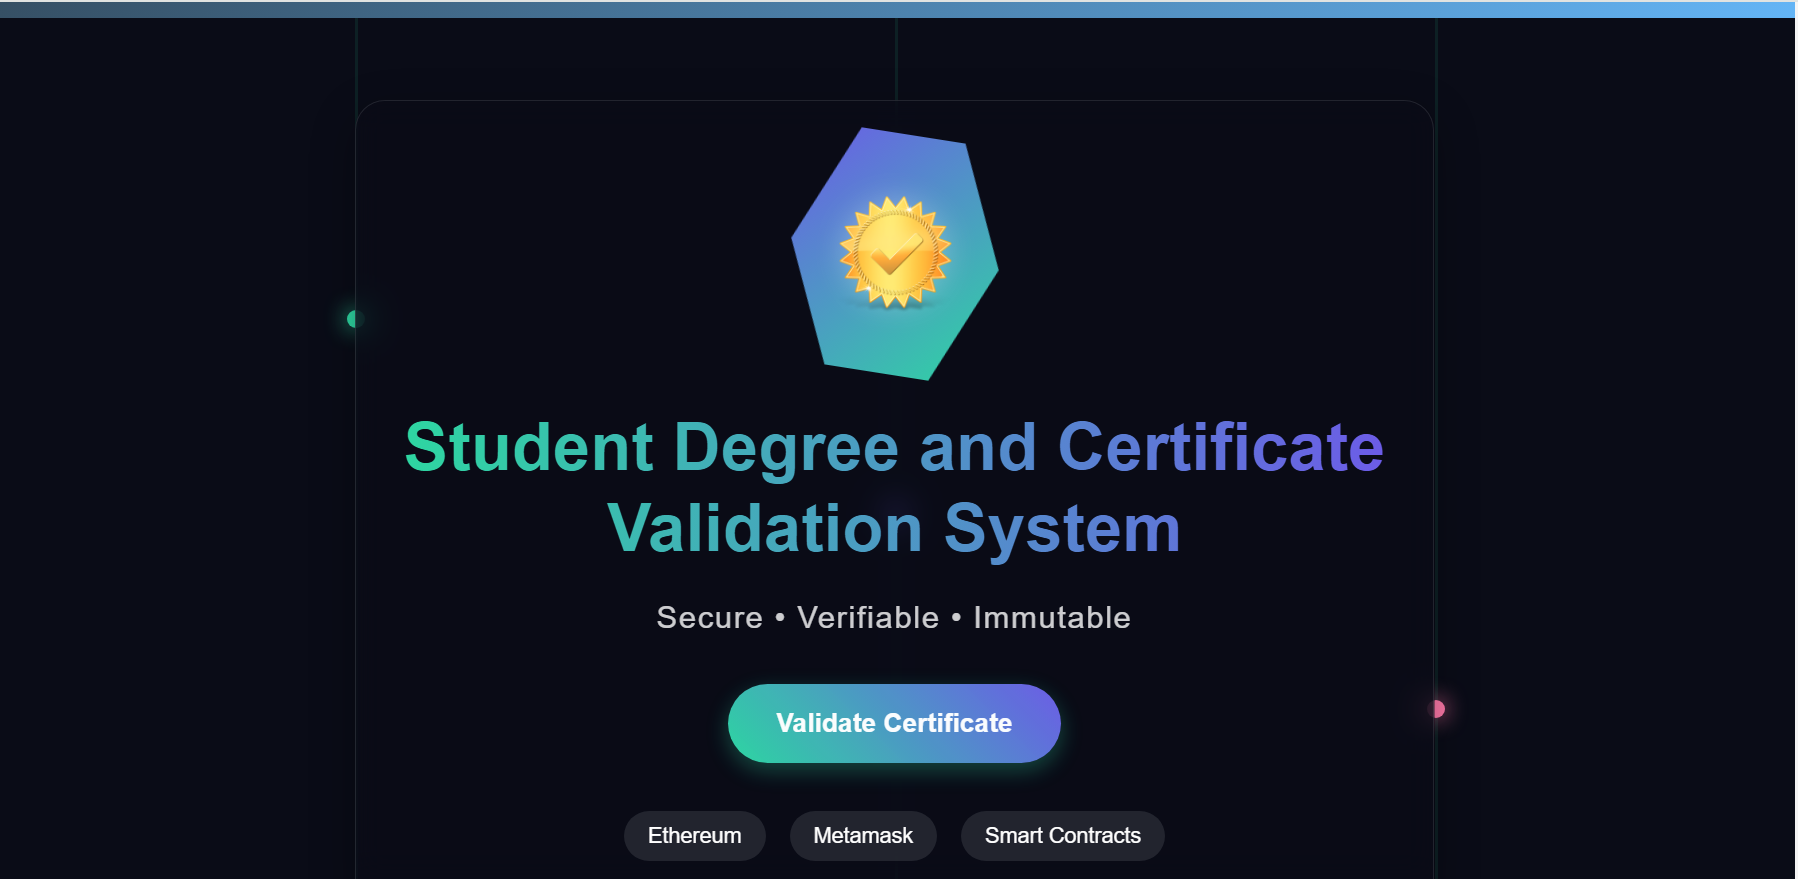 Student Degree and Certificate
Validation System
Secure • Verifiable • Immutable
Validate Certificate
Ethereum
Metamask
Smart Contracts